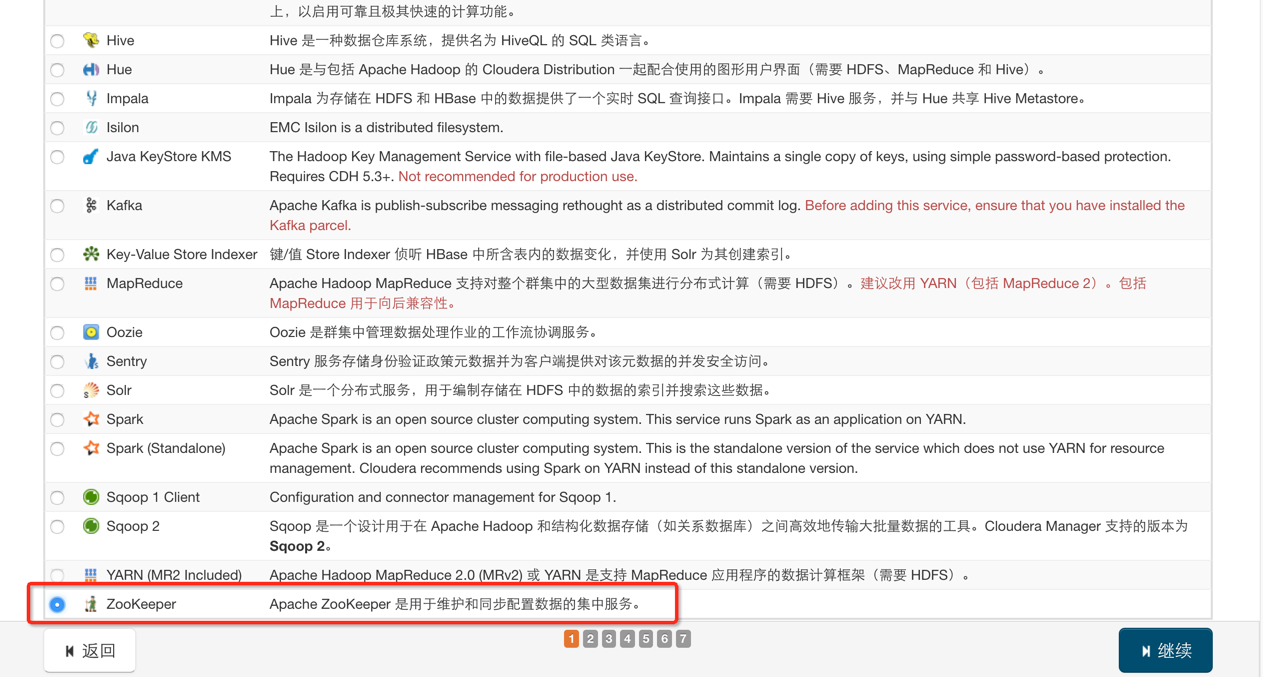 上，以启用可靠且极其快速的计算功能。
Hive Hive 是一种数据仓库系统，提供名为 HiveQL 的 SQL 类语言。
Hue Hue 是与包括 Apache Hadoop 的 Cloudera Distribution 一起配合使用的图形用户界面（需要 HDFS、MapReduce 和 Hive）。
Impala Impala 为存储在 HDFS 和 HBase 中的数据提供了一个实时 SQL 查询接口。Impala 需要 Hive 服务，并与 Hue 共享 Hive Metastore。
Isilon EMC Isilon is a distributed filesystem.
Java KeyStore KMS The Hadoop Key Management Service with file-based Java KeyStore. Maintains a single copy of keys, using simple password-based protection.
Requires CDH 5.3+. Not recommended for production use.
Kafka Apache Kafka is publish-subscribe messaging rethought as a distributed commit log. Before adding this service, ensure that you have installed the
Kafka parcel.
Key-Value Store Indexer 键/值 Store Indexer 侦听 HBase 中所含表内的数据变化，并使用 Solr 为其创建索引。
MapReduce Apache Hadoop MapReduce 支持对整个群集中的大型数据集进行分布式计算（需要 HDFS）。建议改用 YARN（包括 MapReduce 2）。包括
MapReduce 用于向后兼容性。
Oozie Oozie 是群集中管理数据处理作业的工作流协调服务。
Sentry Sentry 服务存储身份验证政策元数据并为客户端提供对该元数据的并发安全访问。
Solr Solr 是一个分布式服务，用于编制存储在 HDFS 中的数据的索引并搜索这些数据。
Spark Apache Spark is an open source cluster computing system. This service runs Spark as an application on YARN.
Spark (Standalone) Apache Spark is an open source cluster computing system. This is the standalone version of the service which does not use YARN for resource
management. Cloudera recommends using Spark on YARN instead of this standalone version.
Sqoop 1 Client Configuration and connector management for Sqoop 1.
Sqoop 2 Sqoop 是一个设计用于在 Apache Hadoop 和结构化数据存储（如关系数据库）之间高效地传输大批量数据的工具。Cloudera Manager 支持的版本为
Sqoop 2。
YARN (MR2 Included) Apache Hadoop MapReduce 2.0 (MRv2) 或 YARN 是支持 MapReduce 应用程序的数据计算框架（需要 HDFS）。
ZooKeeper Apache ZooKeeper 是用于维护和同步配置数据的集中服务。
返回 1 2 3 4 5 6 7 继续